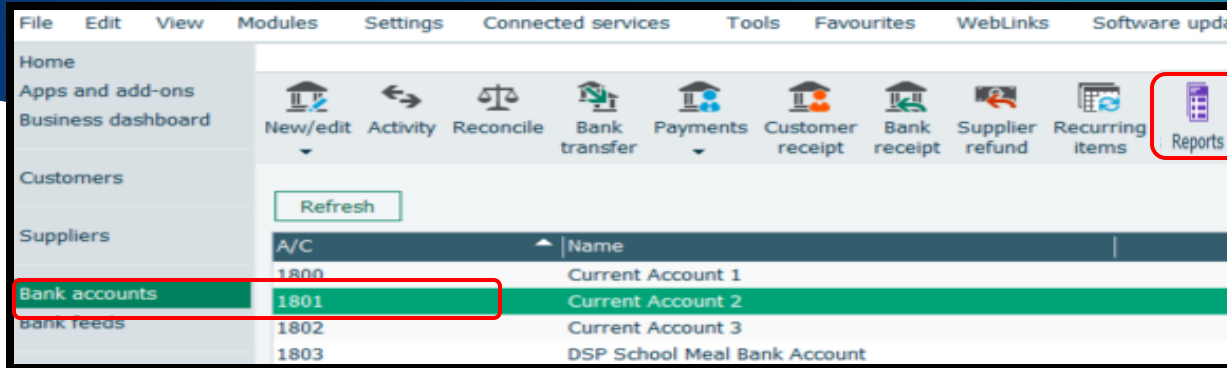 File Edit View Modules Settings Connected services Tools Favourites WebLinks Software upda
Home
Apps and add-ons
Business dashboard
Customers
Suppliers
Bank accounts
Bank feeds
New/edit Activity Reconcile Bank transfer Payments Customer receipt Bank receipt Supplier refund Recurring items Reports
Refresh
A/C Name
1800 Current Account 1
1801 Current Account 2
1802 Current Account 3
1803 DSP School Meal Bank Account